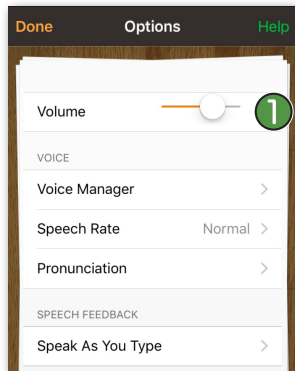 Done Options Help
Volume 1
VOICE
Voice Manager
Speech Rate Normal
Pronunciation
SPEECH FEEDBACK
Speak As You Type